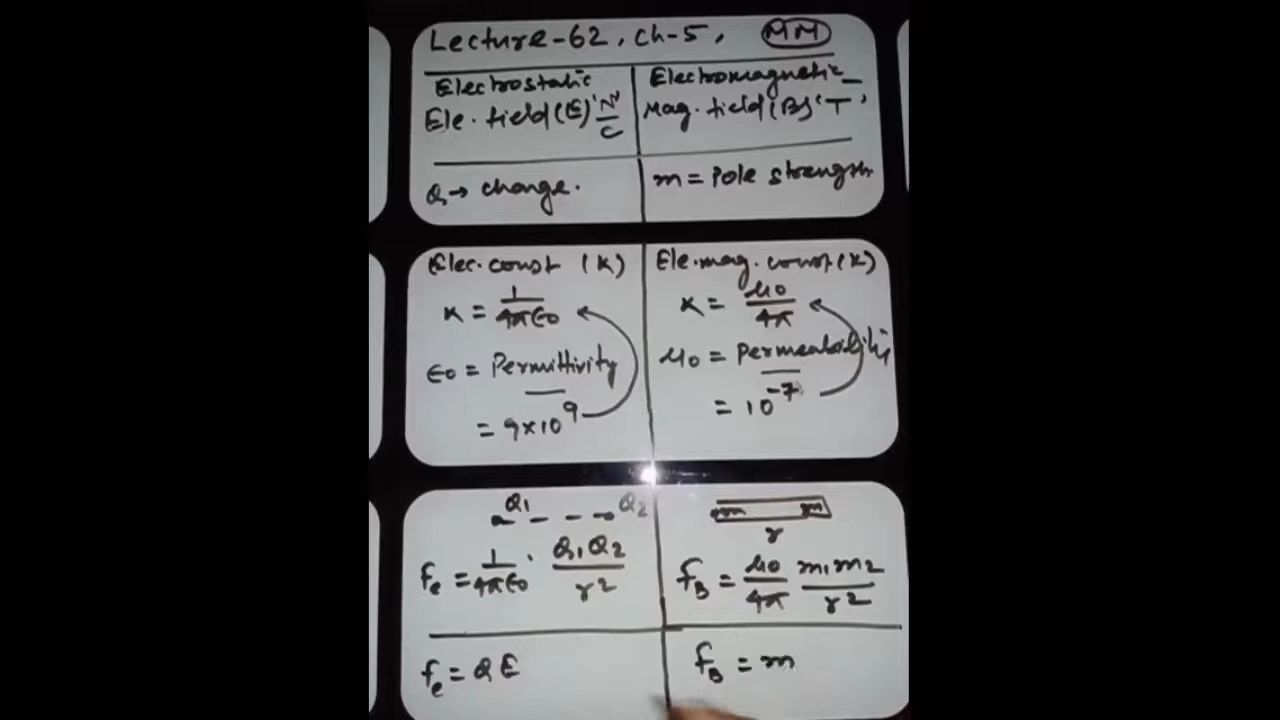 Lecture-62, Ch-5, MM
Electrostatic
Ele. field (E) 'N/C'
Electromagnetic
Mag. field (B) 'T'
Q → change.
m = Pole strength
Elec. const (K)
K = 1/4πϵ0
ϵ0 = Permittivity
= 9×10^9
Ele. mag. const (K)
K = μ0/4π
μ0 = Permeability
= 10^-7
Q1 Q2
fe = 1/4πϵ0 . Q1Q2/r2
m m
r
fB = μ0/4π m1m2/r2
fe = QE
fB = m